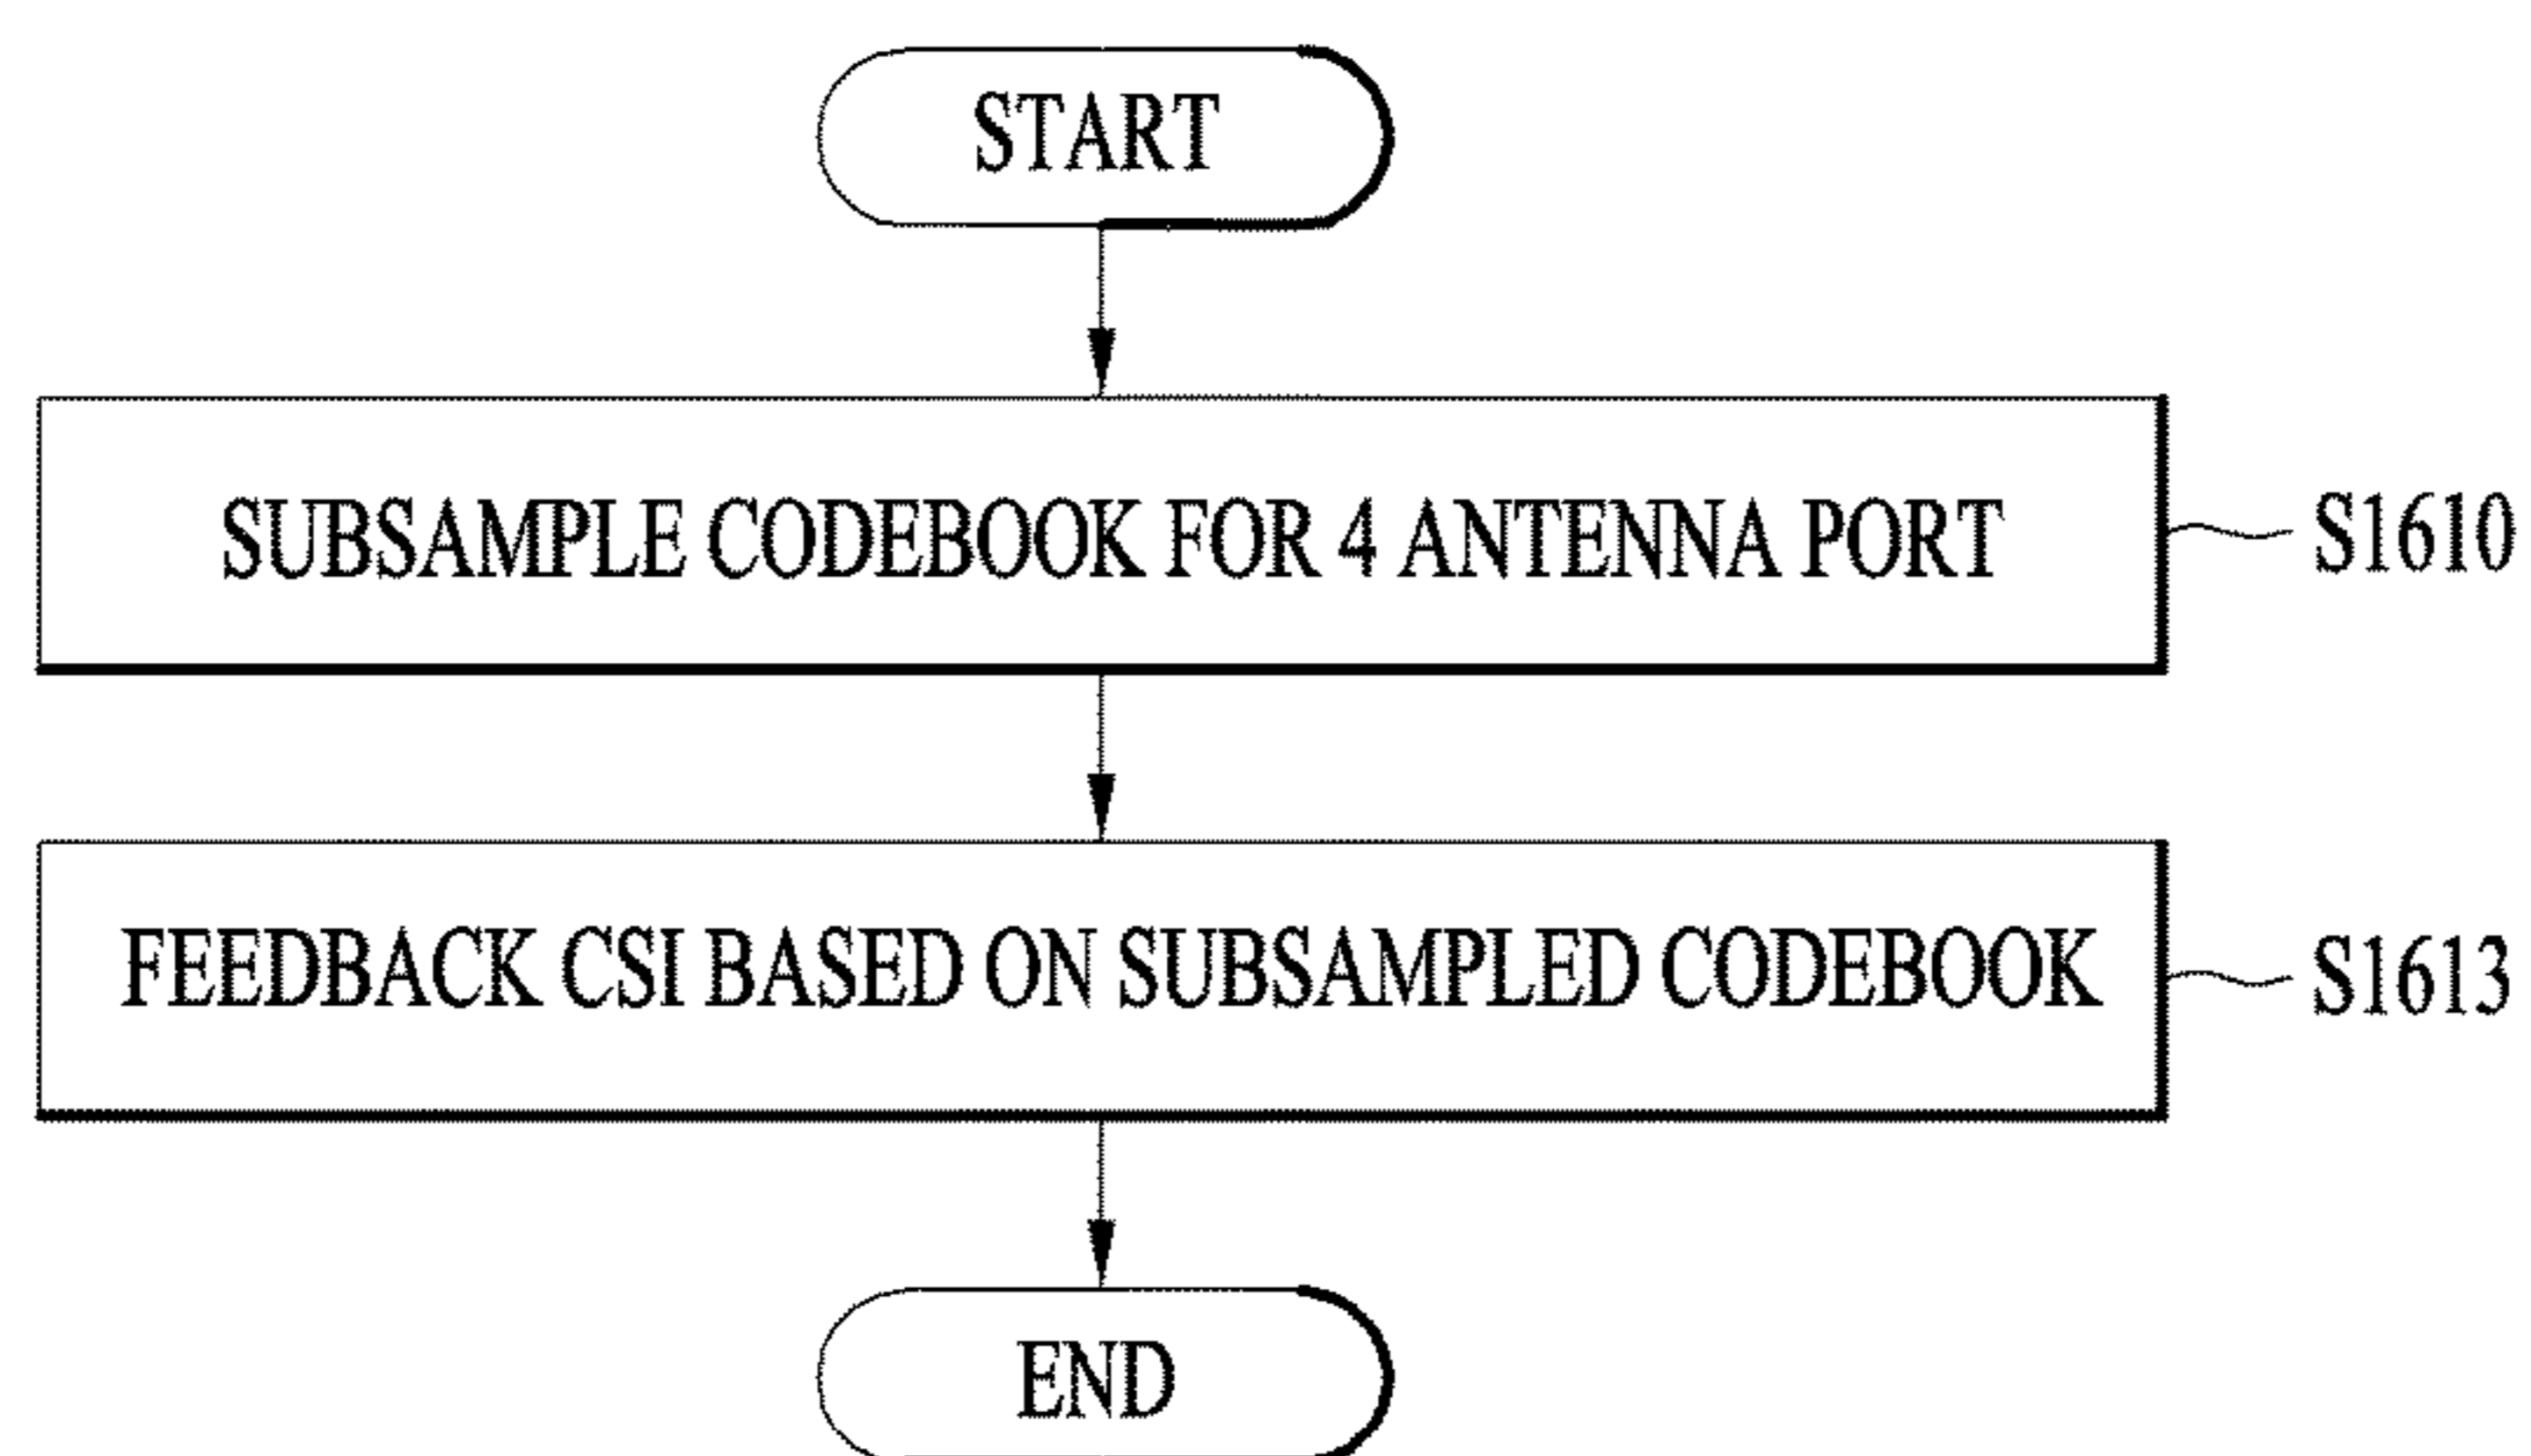 START
SUBSAMPLE CODEBOOK FOR 4 ANTENNA PORT
S1610
FEEDBACK CSI BASED ON SUBSAMPLED CODEBOOK
S1613
END